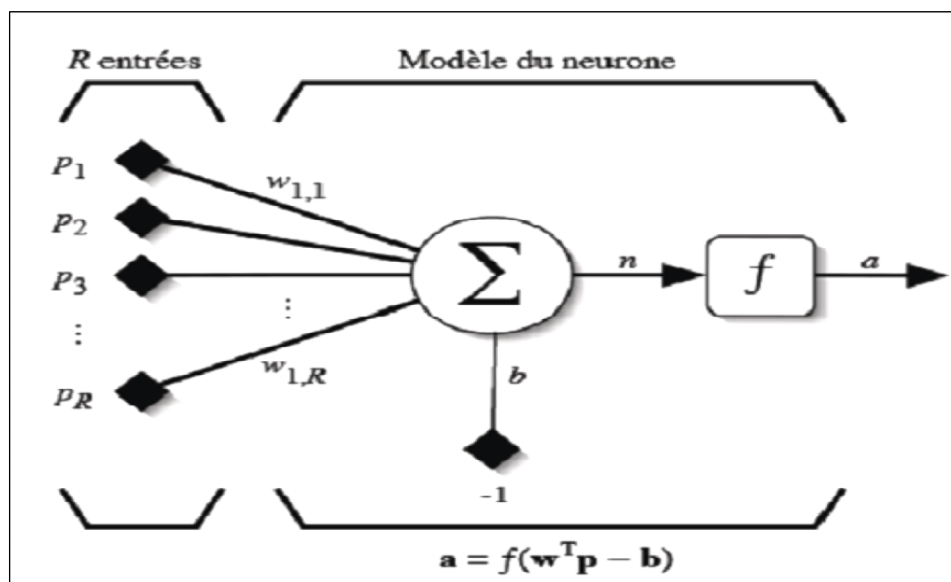 R entrées
Modèle du neurone
p1
w1,1
p2
p3
⋮
⋮
w1,R
pR
Σ
n
f
a
b
-1
a = f(wᵀp − b)